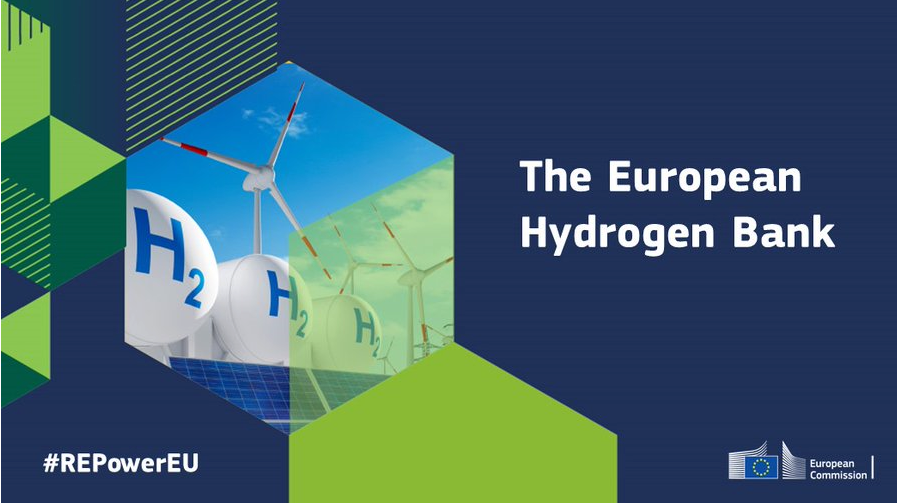 The European
Hydrogen Bank
H2
H2
H2
#REPowerEU
European
Commission